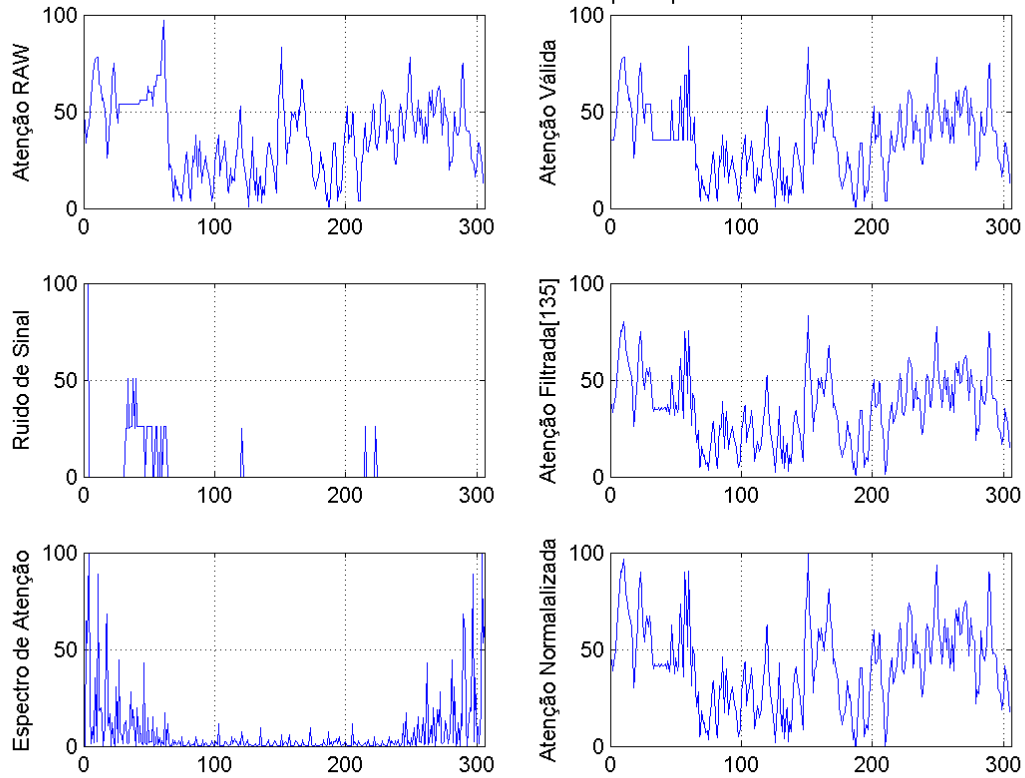 Atenção RAW
100
50
0
0 100 200 300
Atenção Válida
100
50
0
0 100 200 300
Ruido de Sinal
100
50
0
0 100 200 300
Atenção Filtrada[135]
100
50
0
0 100 200 300
Espectro de Atenção
100
50
0
0 100 200 300
Atenção Normalalizada
100
50
0
0 100 200 300